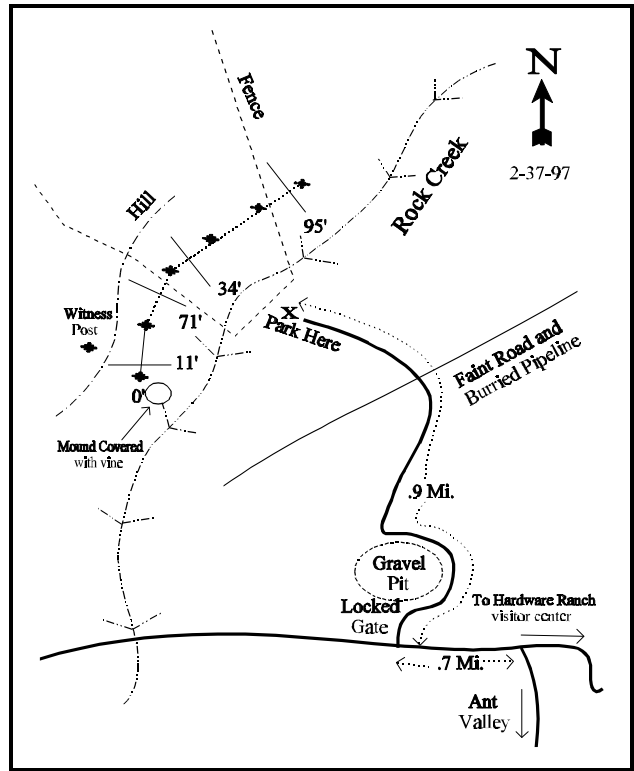 N
2-37-97
Fence
Rock Creek
Hill
95'
34'
71'
11'
0'
Witness
Post
Park Here
Mound Covered
with vine
Faint Road and
Burried Pipeline
.9 Mi.
Gravel
Pit
Locked
Gate
To Hardware Ranch
visitor center
.7 Mi.
Ant
Valley